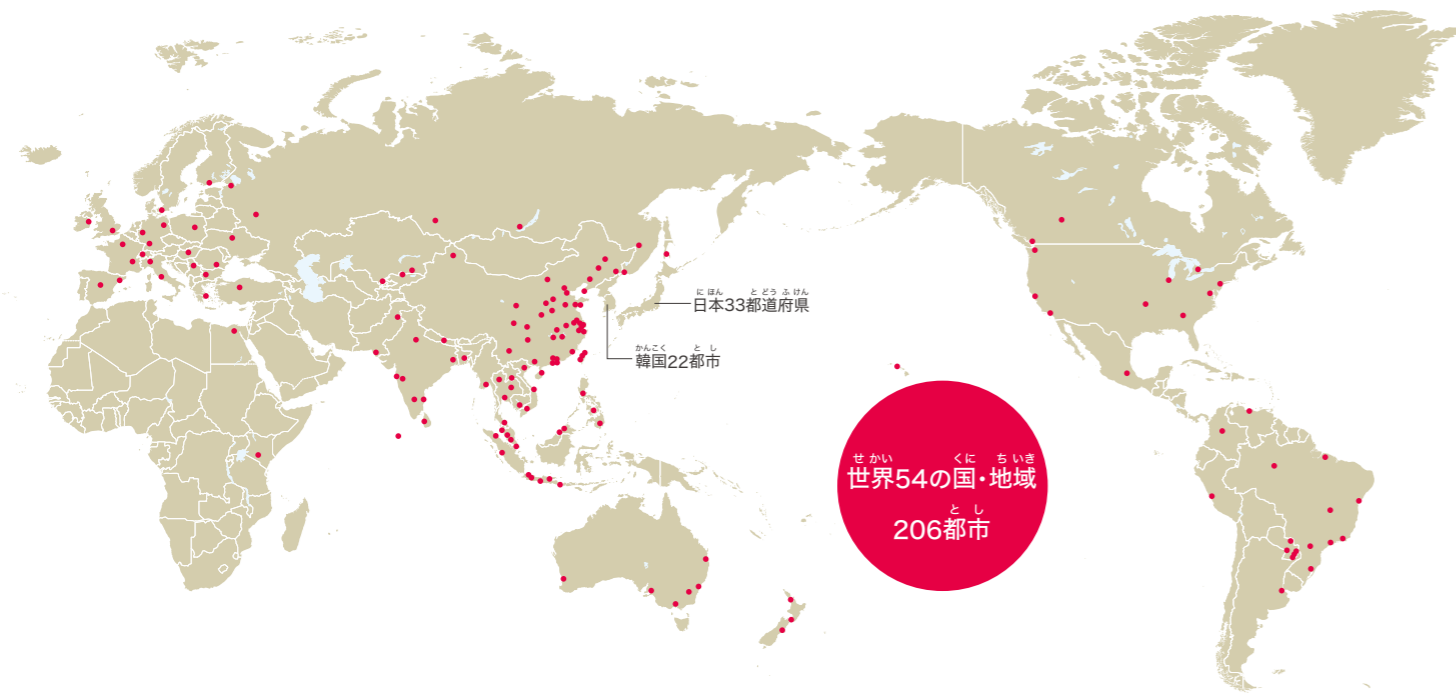 にほん とどうふけん
日本33都道府県
かんこく とし
韓国22都市
せかい くに ちいき
世界54の国・地域
とし
206都市